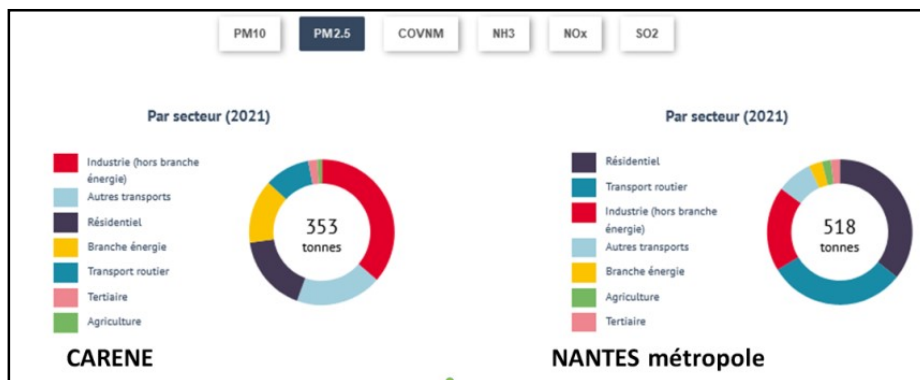 PM10 PM2.5 COVNM NH3 NOx SO2
Par secteur (2021)
Industrie (hors branche
énergie)
Autres transports
Résidentiel
Branche énergie
Transport routier
Tertiaire
Agriculture
353
tonnes
CARENE
Par secteur (2021)
Résidentiel
Transport routier
Industrie (hors branche
énergie)
Autres transports
Branche énergie
Agriculture
Tertiaire
518
tonnes
NANTES métropole